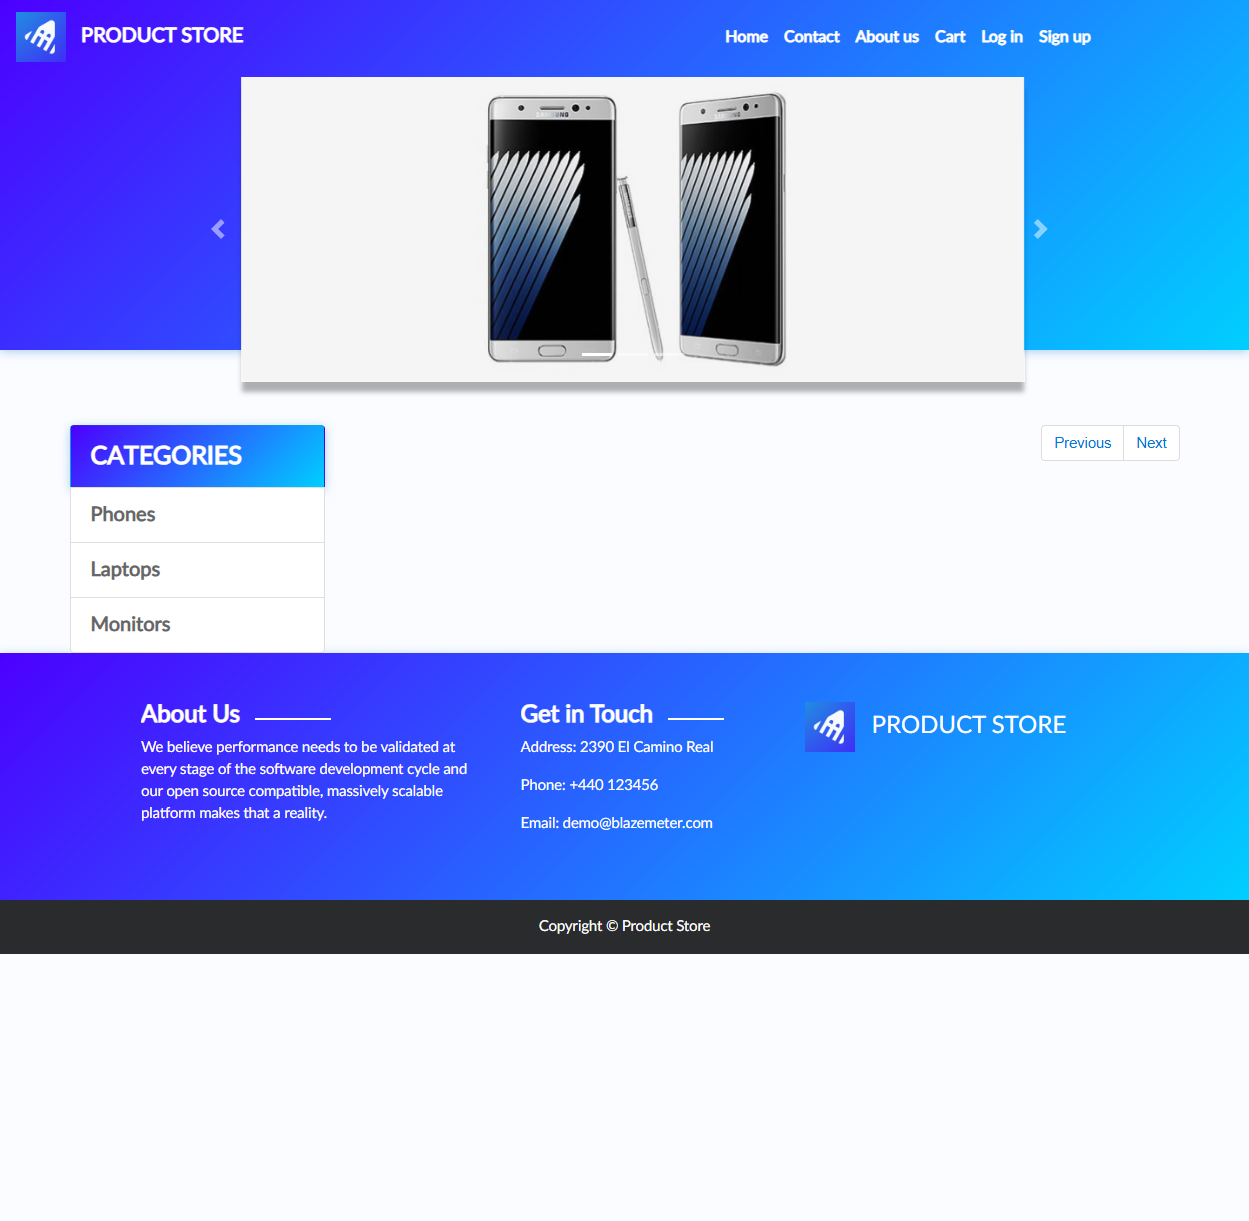 PRODUCT STORE
Home Contact About us Cart Log in Sign up
SAMSUNG
SAMSUNG
CATEGORIES
Phones
Laptops
Monitors
Previous Next
About Us
We believe performance needs to be validated at
every stage of the software development cycle and
our open source compatible, massively scalable
platform makes that a reality.
Get in Touch
Address: 2390 El Camino Real
Phone: +440 123456
Email: demo@blazemeter.com
PRODUCT STORE
Copyright © Product Store